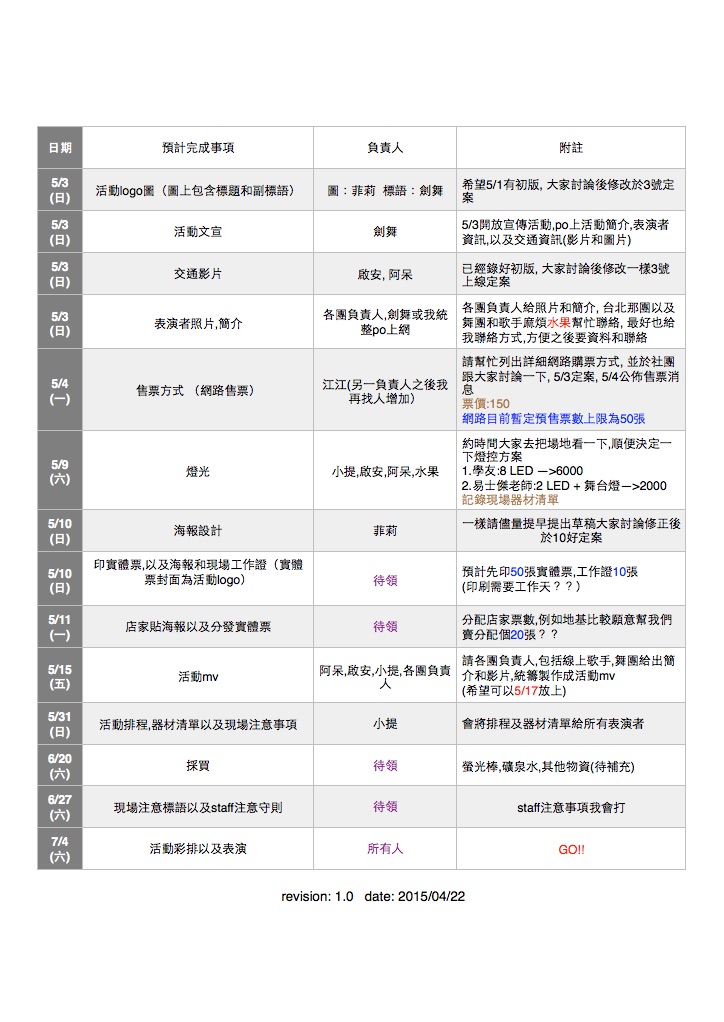 日期 預計完成事項 負責人 附註
5/3
(日)
活動logo圖（圖上包含標題和副標語）
圖：菲莉 標語：劍舞
希望5/1有初版, 大家討論後修改於3號定
案
5/3
(日)
活動文宣
劍舞
5/3開放宣傳活動,po上活動簡介,表演者
資訊,以及交通資訊(影片和圖片)
5/3
(日)
交通影片
啟安, 阿呆
已經錄好初版, 大家討論後修改一樣3號
上線定案
5/3
(日)
表演者照片,簡介
各團負責人,劍舞或我統
整po上網
各團負責人給照片和簡介, 台北那團以及
舞團和歌手麻煩水果幫忙聯絡, 最好也給
我聯絡方式,方便之後要資料和聯絡
5/4
(一)
售票方式 （網路售票）
江江(另一負責人之後我
再找人增加）
請幫忙列出詳細網路購票方式, 並於社團
跟大家討論一下, 5/3定案, 5/4公佈售票消
息
票價:150
網路目前暫定預售票數上限為50張
5/9
(六)
燈光
小提,啟安,阿呆,水果
約時間大家去把場地看一下,順便決定一
下燈控方案
1.學友:8 LED —>6000
2.易士傑老師:2 LED + 舞台燈—>2000
記錄現場器材清單
5/10
(日)
海報設計
菲莉
一樣請儘量提早提出草稿大家討論修正後
於10好定案
5/10
(日)
印實體票,以及海報和現場工作證（實體
票封面為活動logo）
待領
預計先印50張實體票,工作證10張
(印刷需要工作天？？）
5/11
(一)
店家貼海報以及分發實體票
待領
分配店家票數,例如地基比較願意幫我們
賣分配個20張？？
5/15
(五)
活動mv
阿呆,啟安,小提,各團負責
人
請各團負責人,包括線上歌手,舞團給出簡
介和影片,統籌製作成活動mv
(希望可以5/17放上)
5/31
(日)
活動排程,器材清單以及現場注意事項
小提
會將排程及器材清單給所有表演者
6/20
(六)
採買
待領
螢光棒,礦泉水,其他物資(待補充)
6/27
(六)
現場注意標語以及staff注意守則
待領
staff注意事項我會打
7/4
(六)
活動彩排以及表演
所有人
GO!!
revision: 1.0 date: 2015/04/22